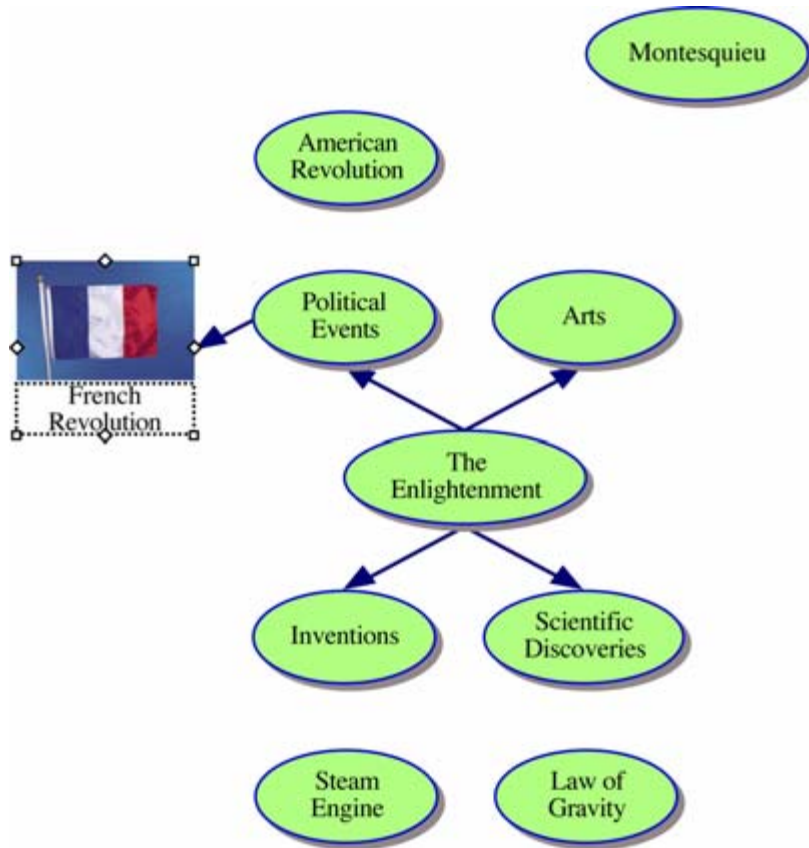 Montesquieu
American
Revolution
Political
Events
Arts
French
Revolution
The
Enlightenment
Inventions
Scientific
Discoveries
Steam
Engine
Law of
Gravity